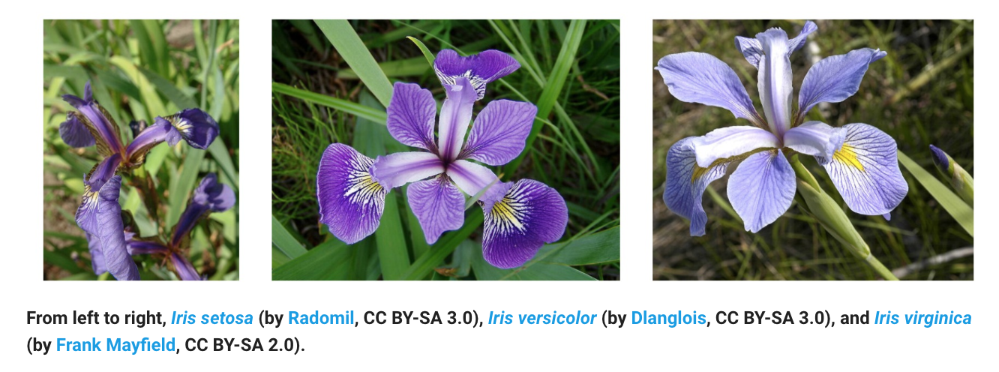 From left to right, Iris setosa (by Radomil, CC BY-SA 3.0), Iris versicolor (by Dlanglois, CC BY-SA 3.0), and Iris virginica
(by Frank Mayfield, CC BY-SA 2.0).